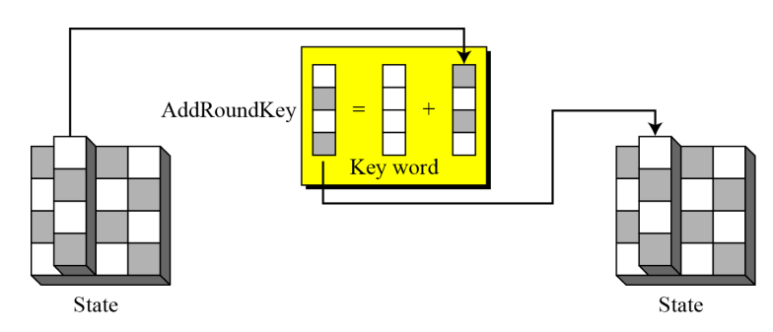 AddRoundKey
= +
Key word
State
State